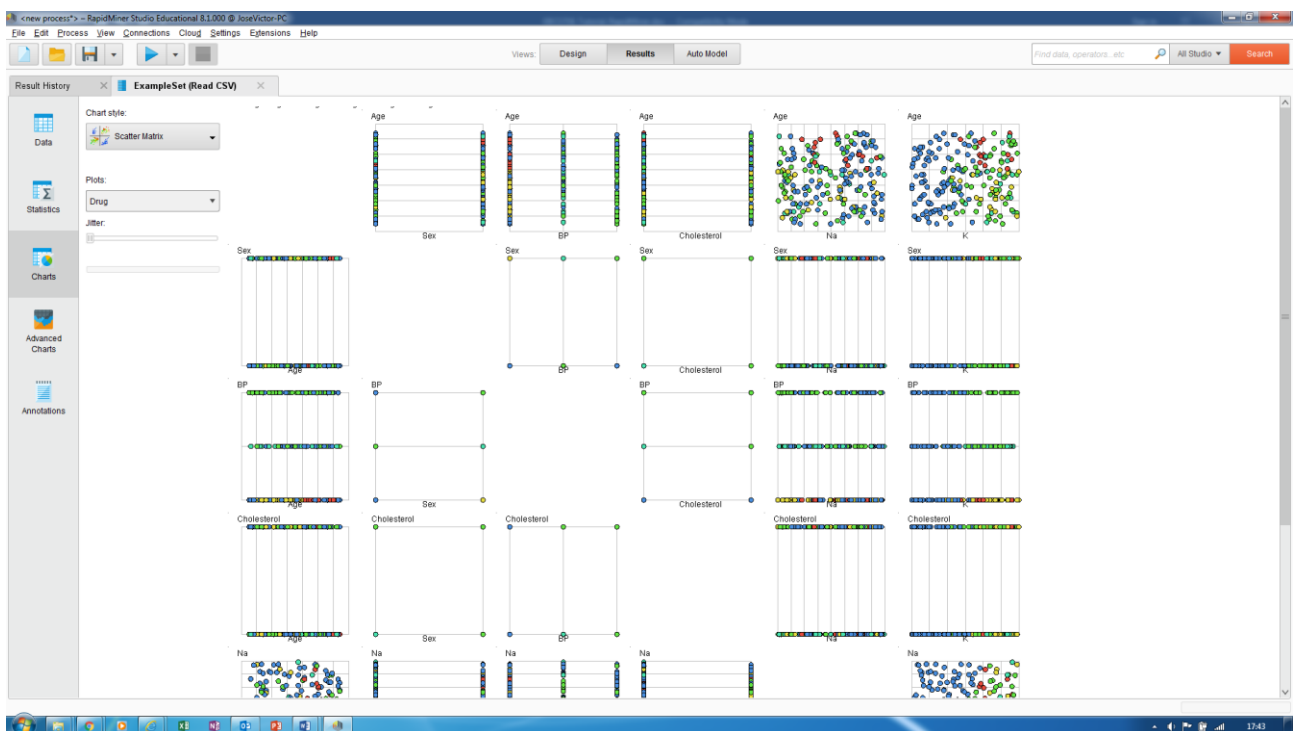 <new process*> – RapidMiner Studio Educational 8.1.000 @ JoseVictor-PC
File Edit Process View Connections Cloud Settings Extensions Help
Views: Design Results Auto Model
Find data, operators...etc All Studio ▼ Search
Result History ExampleSet (Read CSV)
Data
Statistics
Charts
Advanced
Charts
Annotations
Chart style:
Scatter Matrix
Plots:
Drug
Jitter:
Age Age Age Age Age
Sex BP Cholesterol Na K
Sex Sex Sex Sex Sex
Age BP Cholesterol Na K
BP BP BP BP BP
Age Sex Cholesterol Na K
Cholesterol Cholesterol Cholesterol Cholesterol Cholesterol
Age Sex BP Na K
Na Na Na Na Na
17:43